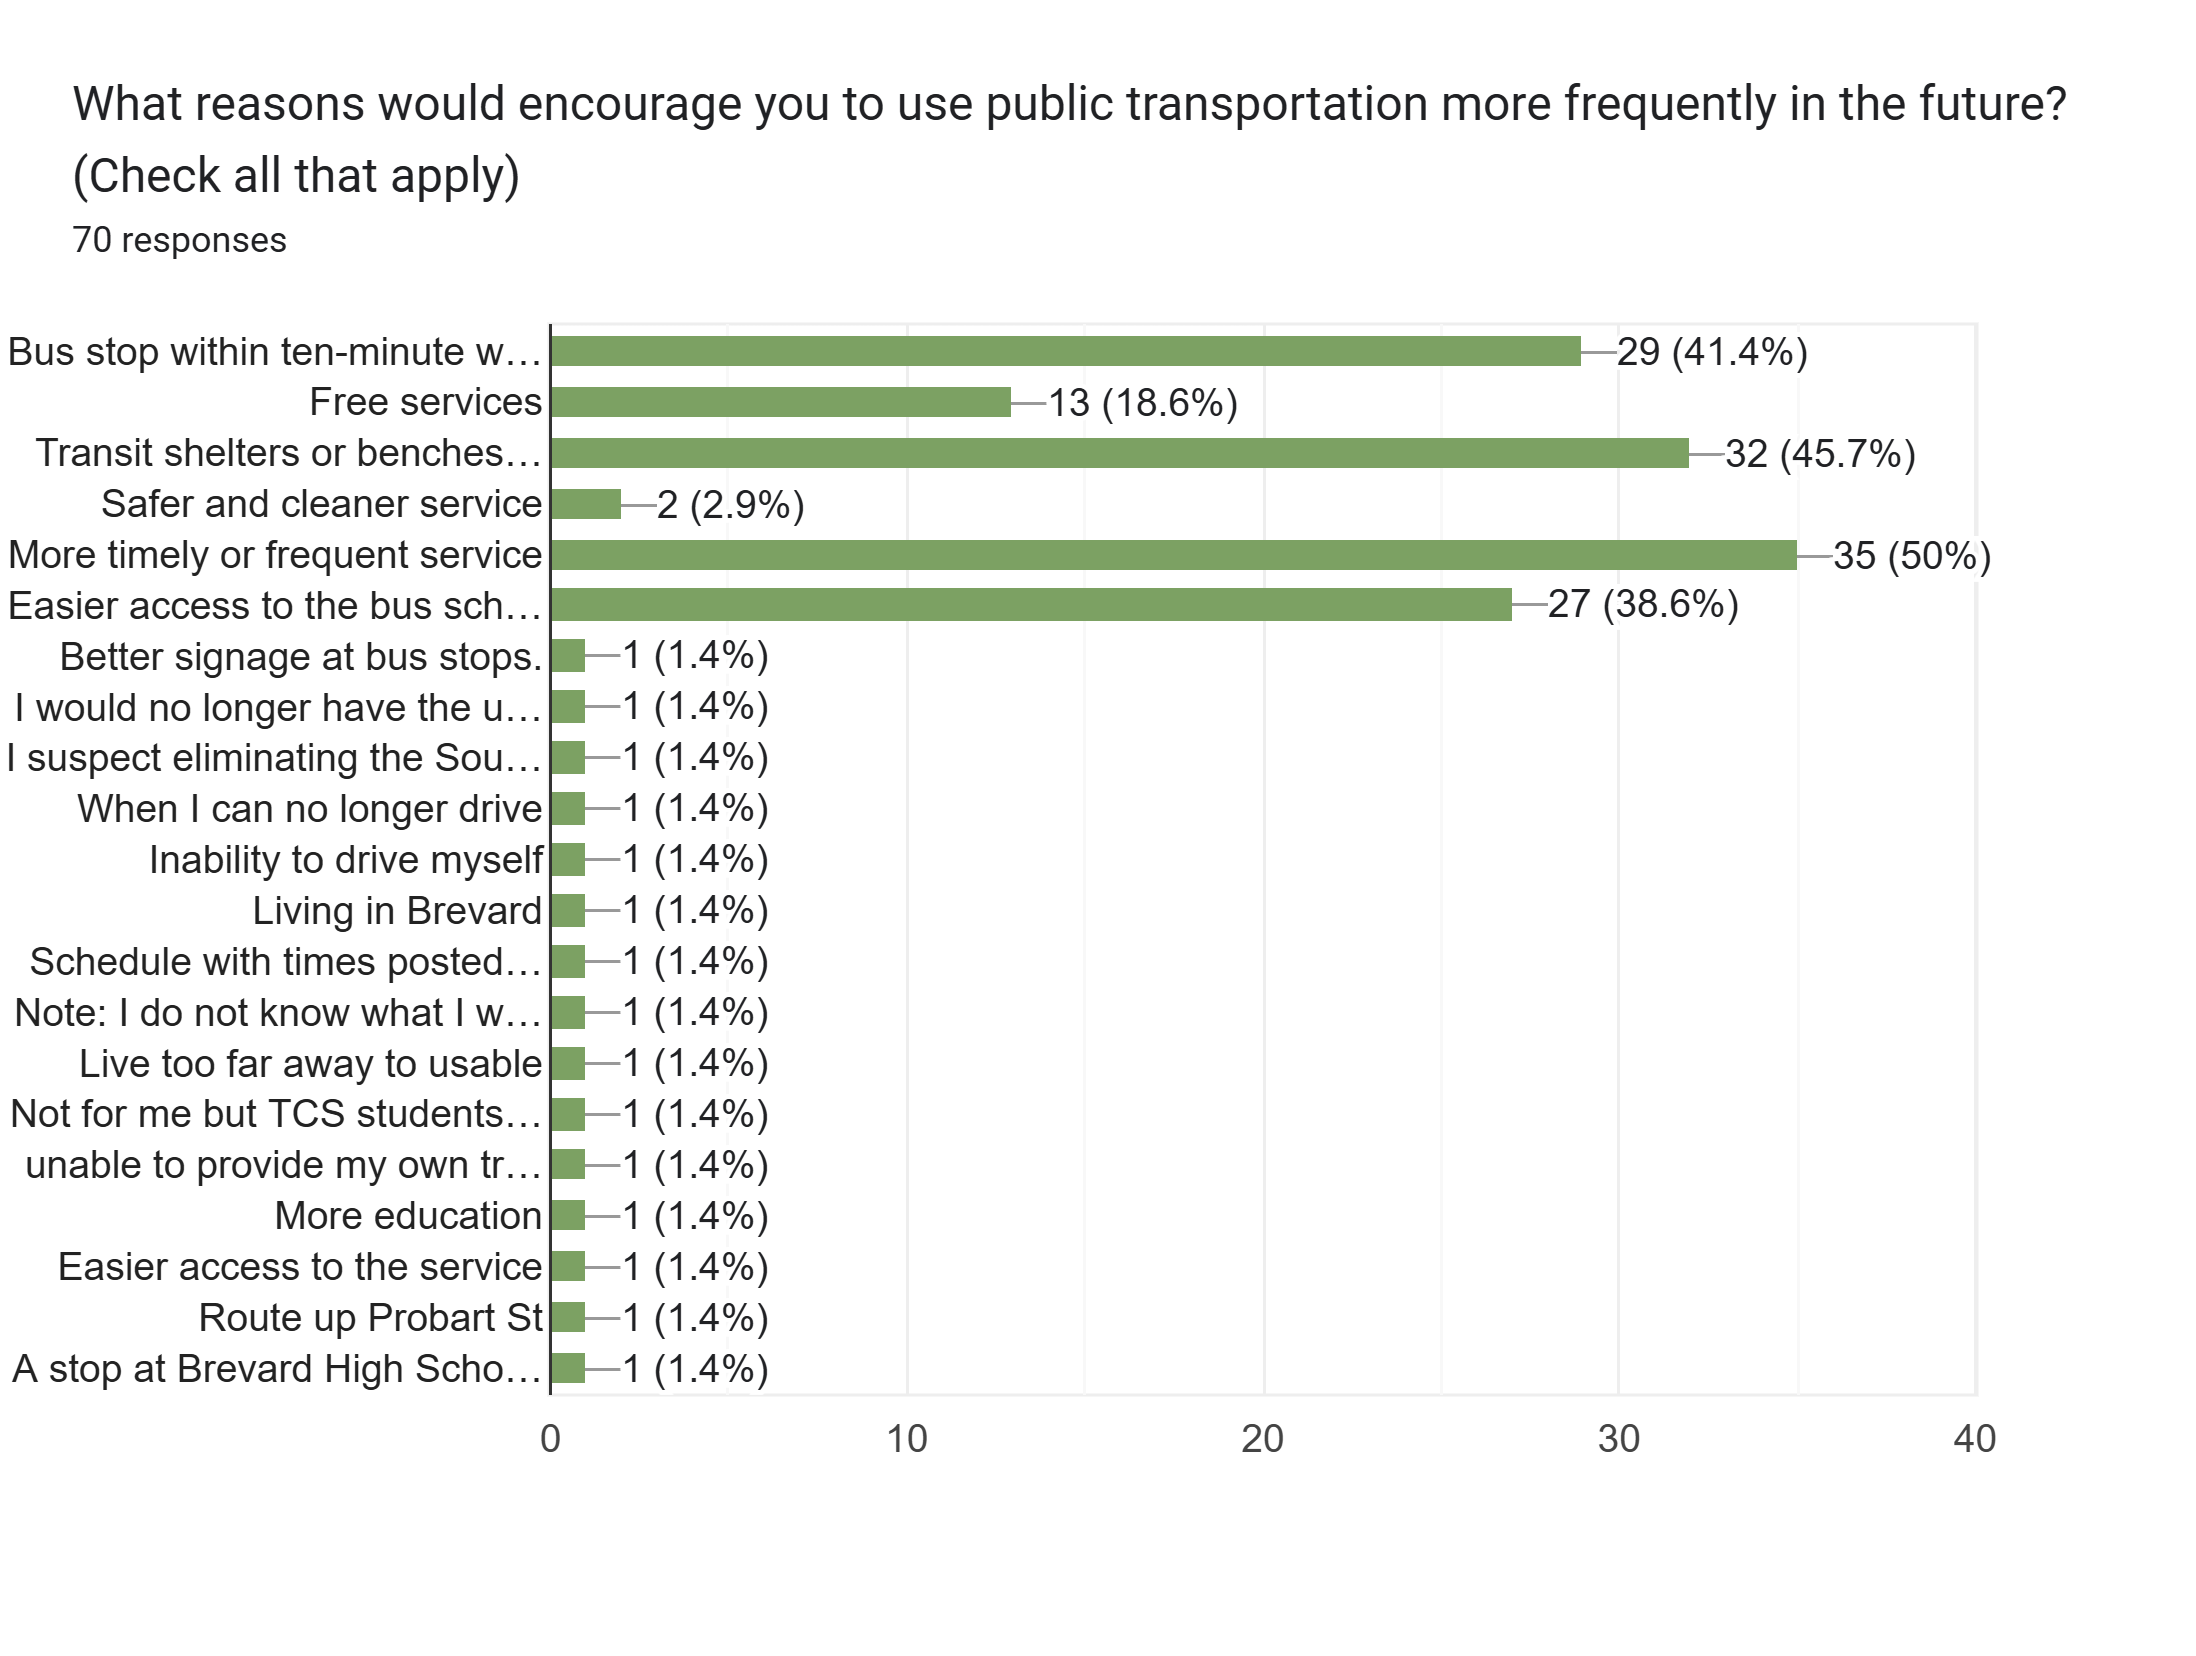 What reasons would encourage you to use public transportation more frequently in the future?
(Check all that apply)
70 responses
Bus stop within ten-minute w… 29 (41.4%)
Free services 13 (18.6%)
Transit shelters or benches… 32 (45.7%)
Safer and cleaner service 2 (2.9%)
More timely or frequent service 35 (50%)
Easier access to the bus sch… 27 (38.6%)
Better signage at bus stops. 1 (1.4%)
I would no longer have the u… 1 (1.4%)
I suspect eliminating the Sou… 1 (1.4%)
When I can no longer drive 1 (1.4%)
Inability to drive myself 1 (1.4%)
Living in Brevard 1 (1.4%)
Schedule with times posted… 1 (1.4%)
Note: I do not know what I w… 1 (1.4%)
Live too far away to usable 1 (1.4%)
Not for me but TCS students… 1 (1.4%)
unable to provide my own tr… 1 (1.4%)
More education 1 (1.4%)
Easier access to the service 1 (1.4%)
Route up Probart St 1 (1.4%)
A stop at Brevard High Scho… 1 (1.4%)
0 10 20 30 40